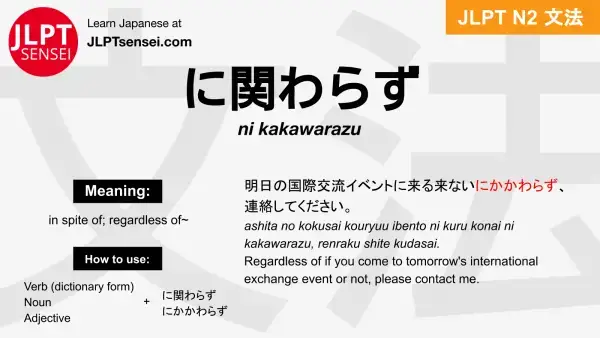 JLPT
SENSEI
Learn Japanese at
JLPTsensei.com
JLPT N2 文法
に関わらず
ni kakawarazu
Meaning:
in spite of; regardless of~
How to use:
Verb (dictionary form)
Noun
Adjective
+
に関わらず
にかかわらず
明日の国際交流イベントに来る来ないにかかわらず、
連絡してください。
ashita no kokusai kouryuu ibento ni kuru konai ni
kakawarazu, renraku shite kudasai.
Regardless of if you come to tomorrow's international
exchange event or not, please contact me.
文法